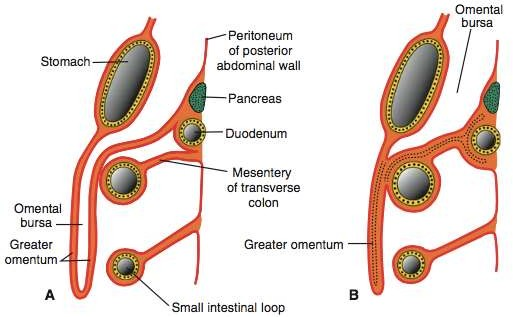 Stomach
Peritoneum
of posterior
abdominal wall
Pancreas
Duodenum
Mesentery
of transverse
colon
Omental
bursa
Greater
omentum
A
Small intestinal loop
Omental
bursa
Greater omentum
B